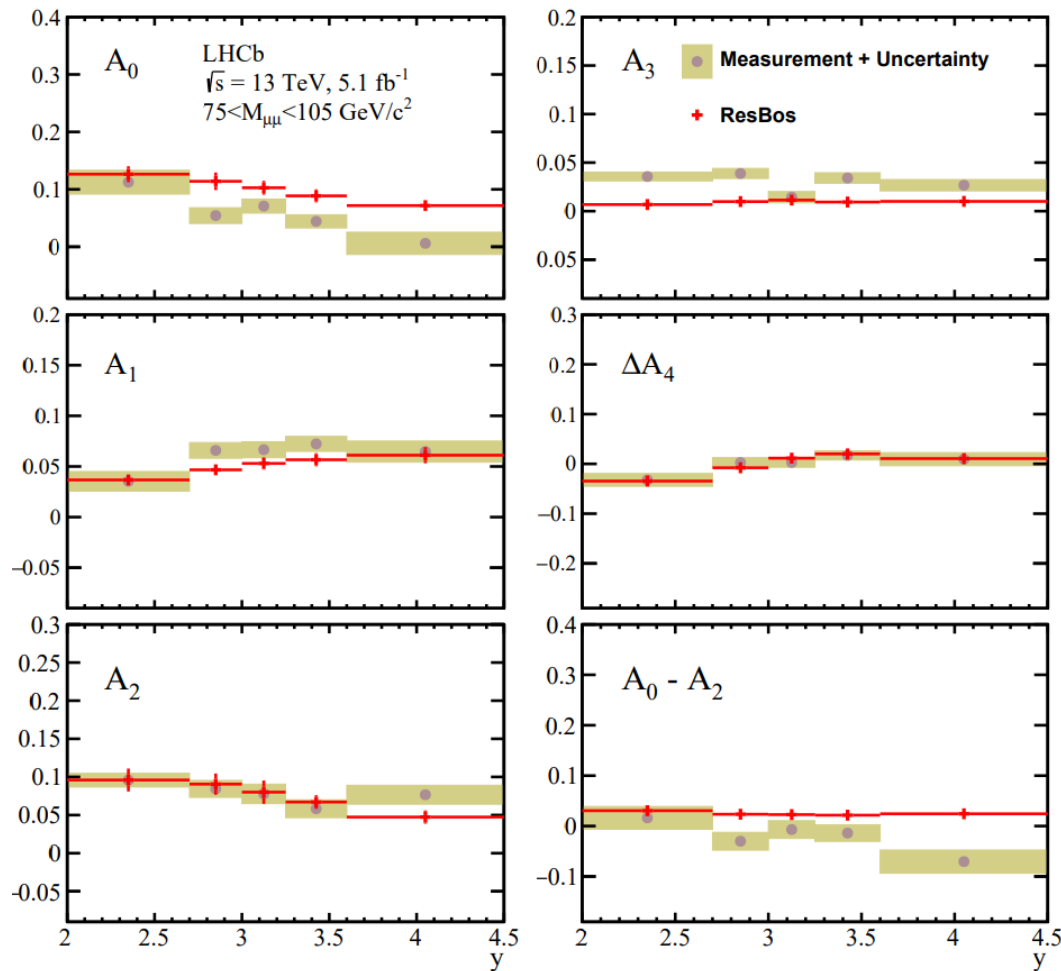 0.4
0.3
0.2
0.1
0
A₀
LHCb
√s = 13 TeV, 5.1 fb⁻¹
75<M_μμ<105 GeV/c²
0.2
0.15
0.1
0.05
0
0.05
A₃
Measurement + Uncertainty
ResBos
0.2
0.15
0.1
0.05
0
−0.05
A₁
0.3
0.2
0.1
0
−0.1
−0.2
ΔA₄
0.3
0.25
0.2
0.15
0.1
0.05
0
0.05
A₂
2 2.5 3 3.5 4 4.5
y
0.4
0.3
0.2
0.1
0
−0.1
A₀ - A₂
2 2.5 3 3.5 4 4.5
y